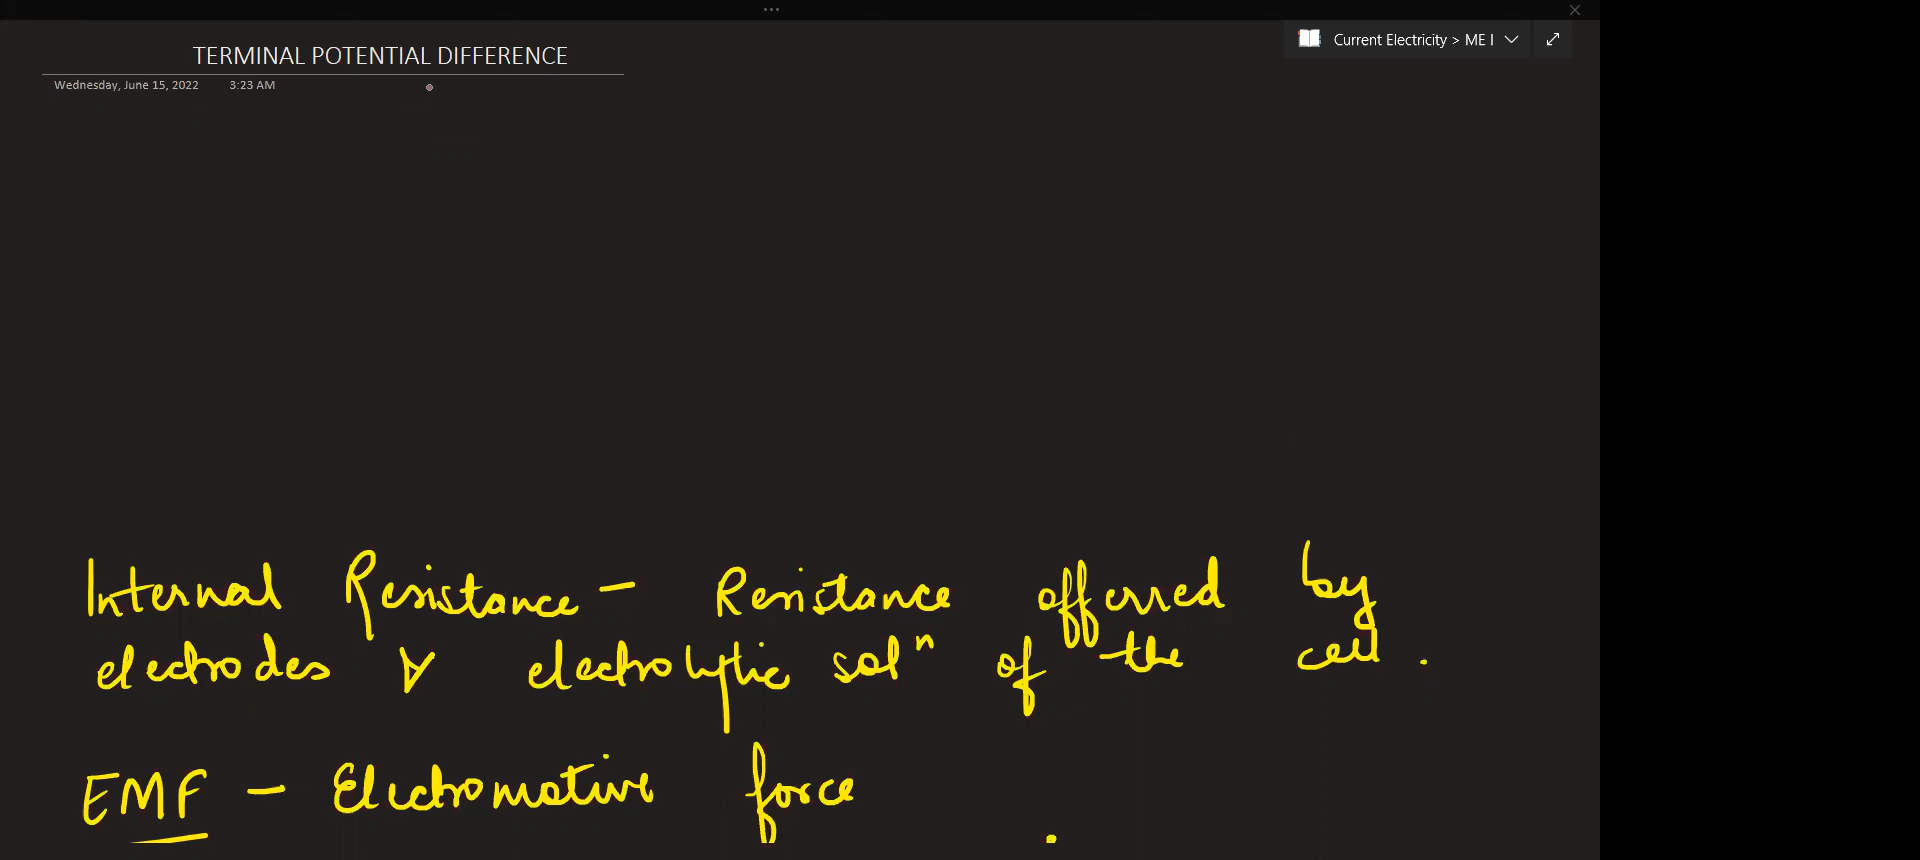 TERMINAL POTENTIAL DIFFERENCE
Current Electricity > ME I
Wednesday, June 15, 2022 3:23 AM
Internal Resistance - Resistance offerred by
electrodes & electrolytic solⁿ of the cell.
EMF - Electromotive force